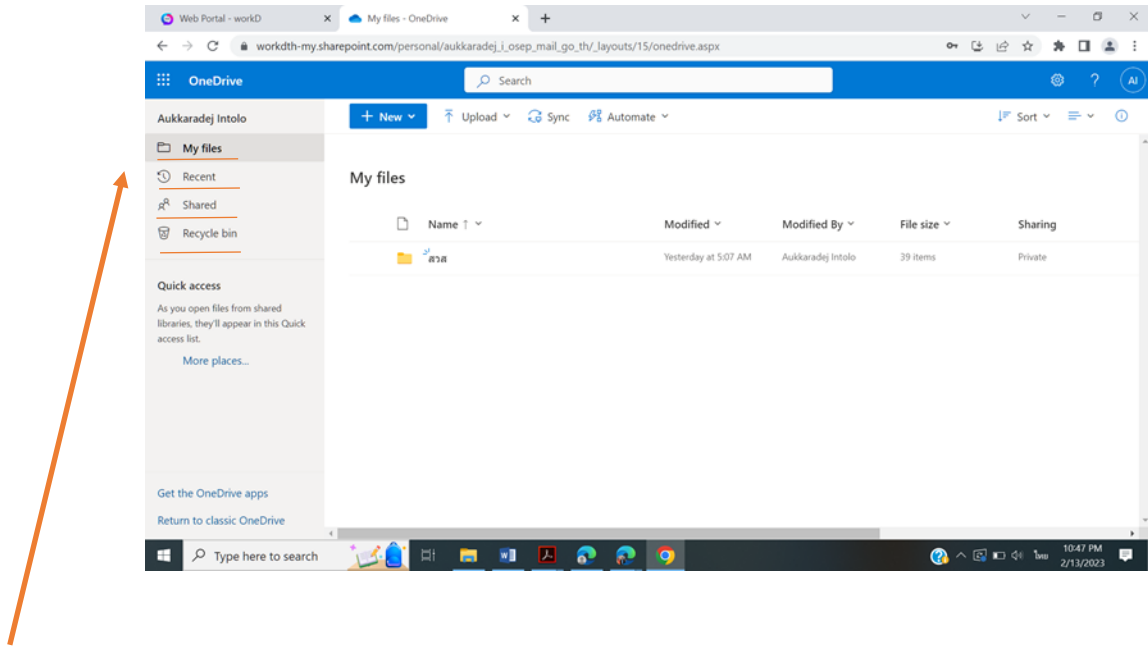 Web Portal - workD
My files - OneDrive
workdth-my.sharepoint.com/personal/aukkaradej_i_osep_mail_go_th/_layouts/15/onedrive.aspx
OneDrive
Search
AI
Aukkaradej Intolo
New
Upload
Sync
Automate
Sort
My files
Recent
Shared
Recycle bin
Quick access
As you open files from shared
libraries, they'll appear in this Quick
access list.
More places...
Get the OneDrive apps
Return to classic OneDrive
My files
Name Modified Modified By File size Sharing
สวส Yesterday at 5:07 AM Aukkaradej Intolo 39 items Private
Type here to search
ไทย
10:47 PM
2/13/2023